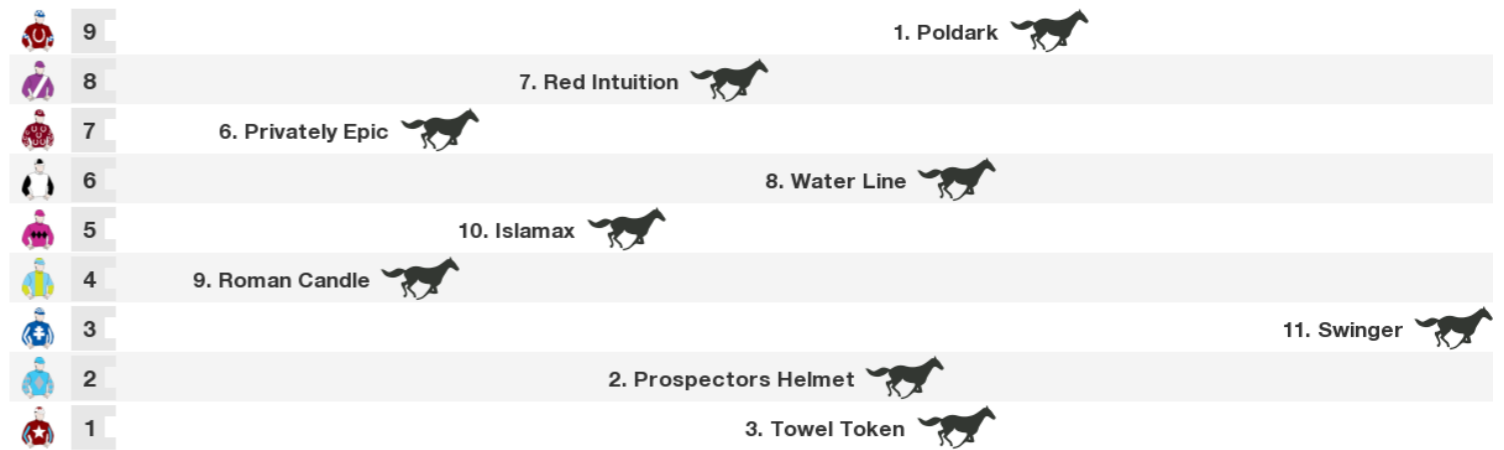 9 1. Poldark
8 7. Red Intuition
7 6. Privately Epic
6 8. Water Line
5 10. Islamax
4 9. Roman Candle
3 11. Swinger
2 2. Prospectors Helmet
1 3. Towel Token